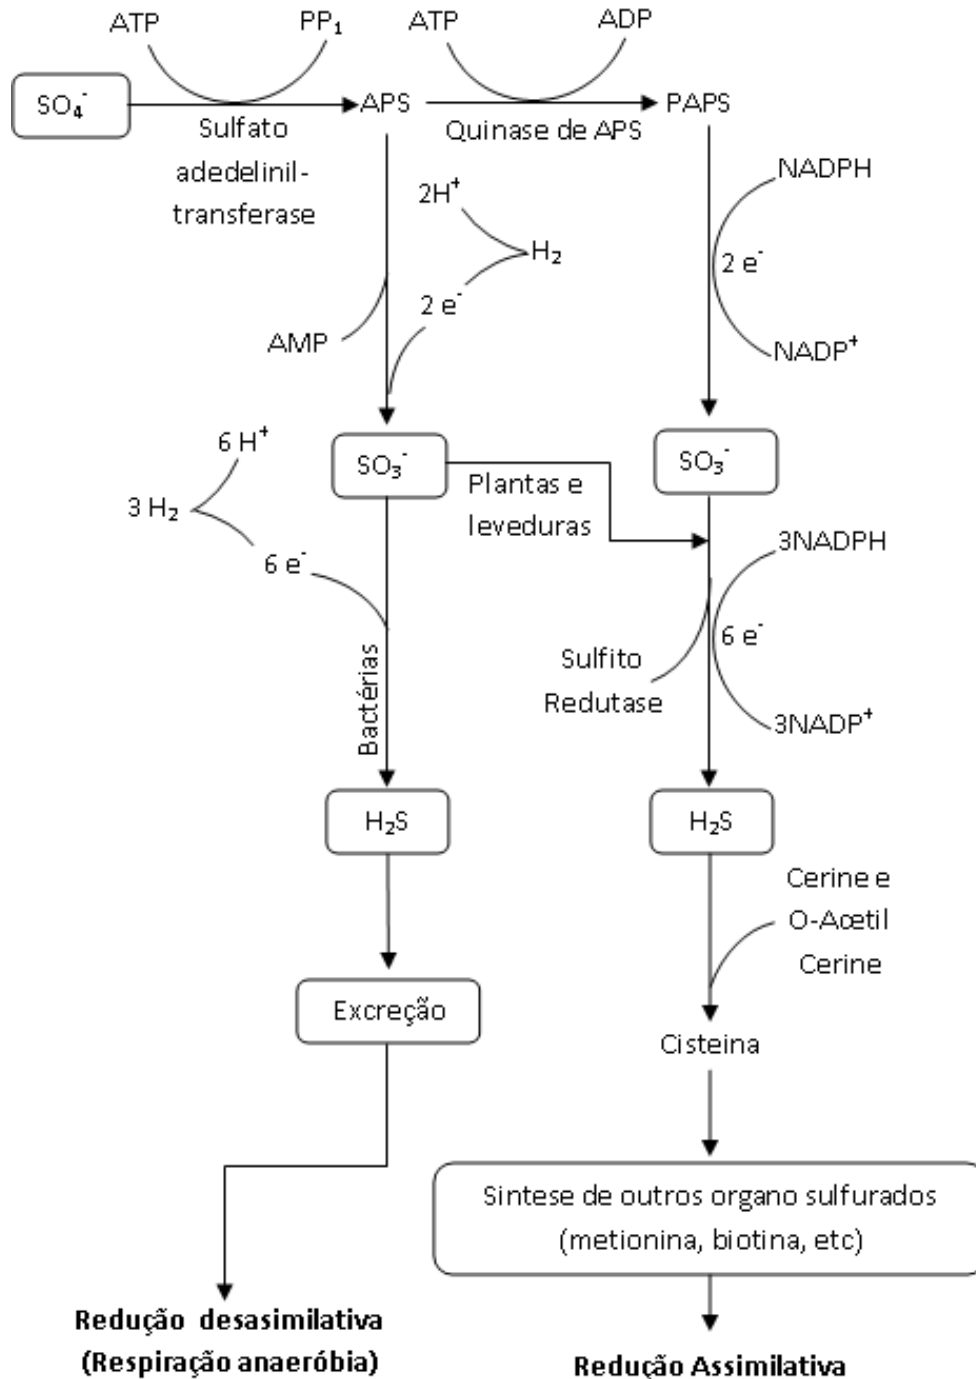 ATP
PP₁
ATP
ADP
SO₄⁻
APS
PAPS
Sulfato
adedelinil-
transferase
Quinase de APS
2H⁺
H₂
2 e⁻
AMP
NADPH
2 e⁻
NADP⁺
SO₃⁻
SO₃⁻
6 H⁺
3 H₂
6 e⁻
Plantas e
leveduras
3NADPH
6 e⁻
3NADP⁺
Sulfito
Redutase
Bactérias
H₂S
H₂S
Cerine e
O-Acetil
Cerine
Excreção
Cisteina
Sintese de outros organo sulfurados
(metionina, biotina, etc)
Redução desasimilativa
(Respiração anaeróbia)
Redução Assimilativa